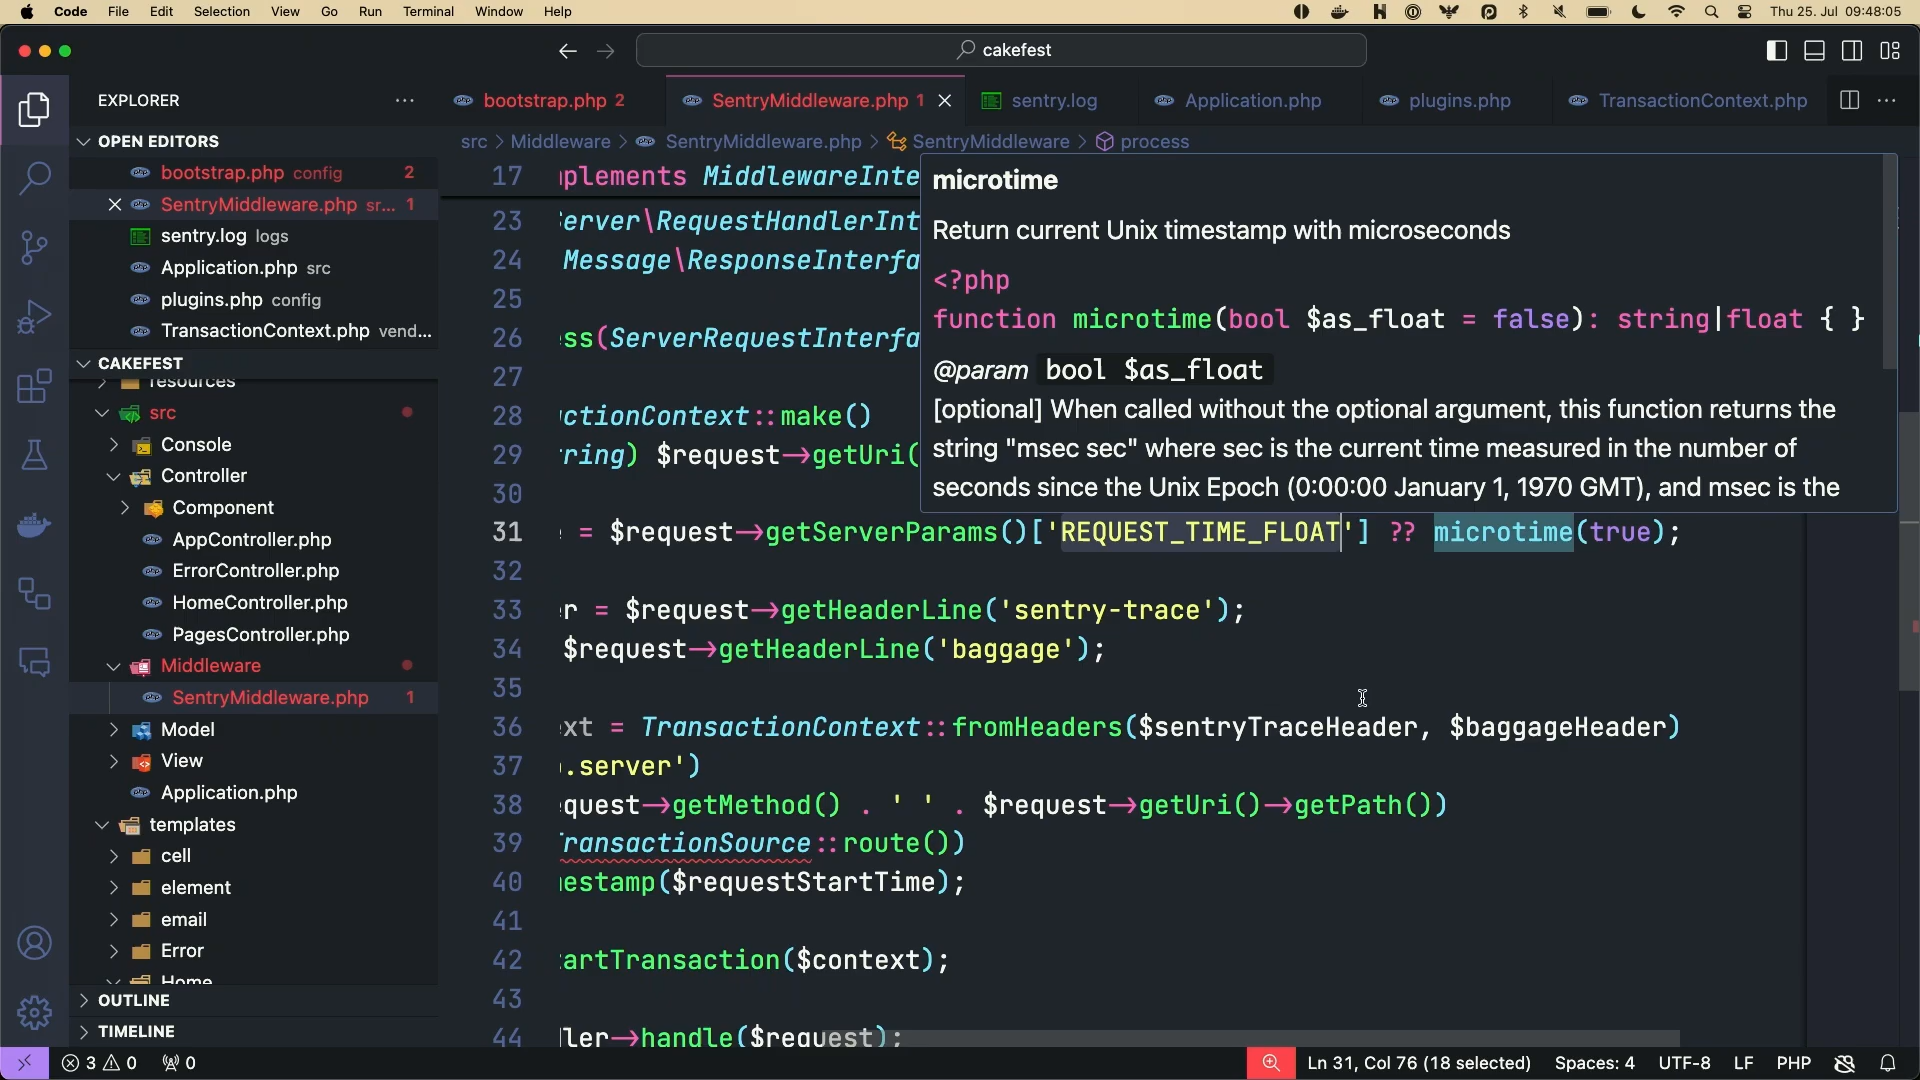 Code File Edit Selection View Go Run Terminal Window Help
Thu 25. Jul 09:48:05
cakefest
EXPLORER
bootstrap.php 2
SentryMiddleware.php 1
sentry.log
Application.php
plugins.php
TransactionContext.php
OPEN EDITORS
bootstrap.php config 2
SentryMiddleware.php sr... 1
sentry.log logs
Application.php src
plugins.php config
TransactionContext.php vend...
CAKEFEST
resources
src
Console
Controller
Component
AppController.php
ErrorController.php
HomeController.php
PagesController.php
Middleware
SentryMiddleware.php 1
Model
View
Application.php
templates
cell
element
email
Error
Home
OUTLINE
TIMELINE
src > Middleware > SentryMiddleware.php > SentryMiddleware > process
17 plements MiddlewareInte
23 Server\RequestHandlerInt
24 Message\ResponseInterfa
25
26 ss(ServerRequestInterfa
27
28 ctionContext::make()
29 ring) $request->getUri(
30
31 = $request->getServerParams()['REQUEST_TIME_FLOAT'] ?? microtime(true);
32
33 r = $request->getHeaderLine('sentry-trace');
34 $request->getHeaderLine('baggage');
35
36 xt = TransactionContext::fromHeaders($sentryTraceHeader, $baggageHeader)
37 .server')
38 quest->getMethod() . ' ' . $request->getUri()->getPath())
39 TransactionSource::route())
40 estamp($requestStartTime);
41
42 artTransaction($context);
43
44 ler->handle($request);
microtime
Return current Unix timestamp with microseconds
<?php
function microtime(bool $as_float = false): string|float { }
@param bool $as_float
[optional] When called without the optional argument, this function returns the
string "msec sec" where sec is the current time measured in the number of
seconds since the Unix Epoch (0:00:00 January 1, 1970 GMT), and msec is the
3 0 0
Ln 31, Col 76 (18 selected) Spaces: 4 UTF-8 LF PHP